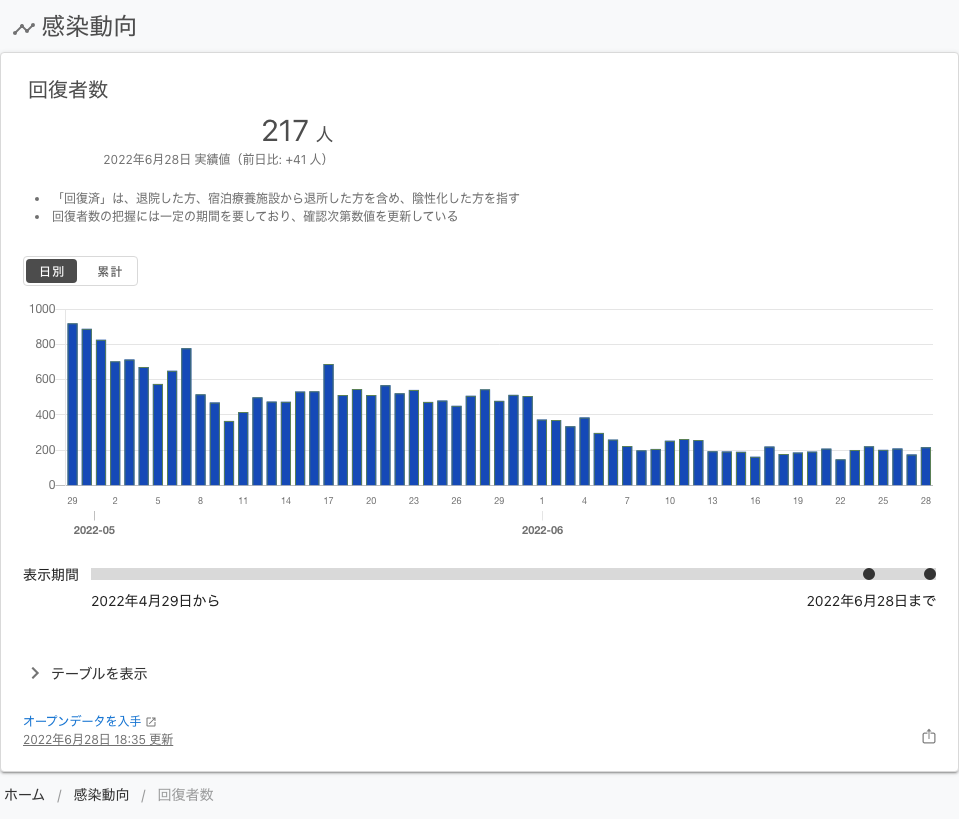 感染動向
回復者数
217 人
2022年6月28日 実績値（前日比: +41 人）
• 「回復済」は、退院した方、宿泊療養施設から退所した方を含め、陰性化した方を指す
• 回復者数の把握には一定の期間を要しており、確認次第数値を更新している
日別 累計
1000
800
600
400
200
0
29 2 5 8 11 14 17 20 23 26 29 1 4 7 10 13 16 19 22 25 28
2022-05 2022-06
表示期間
2022年4月29日から 2022年6月28日まで
テーブルを表示
オープンデータを入手
2022年6月28日 18:35 更新
ホーム / 感染動向 / 回復者数